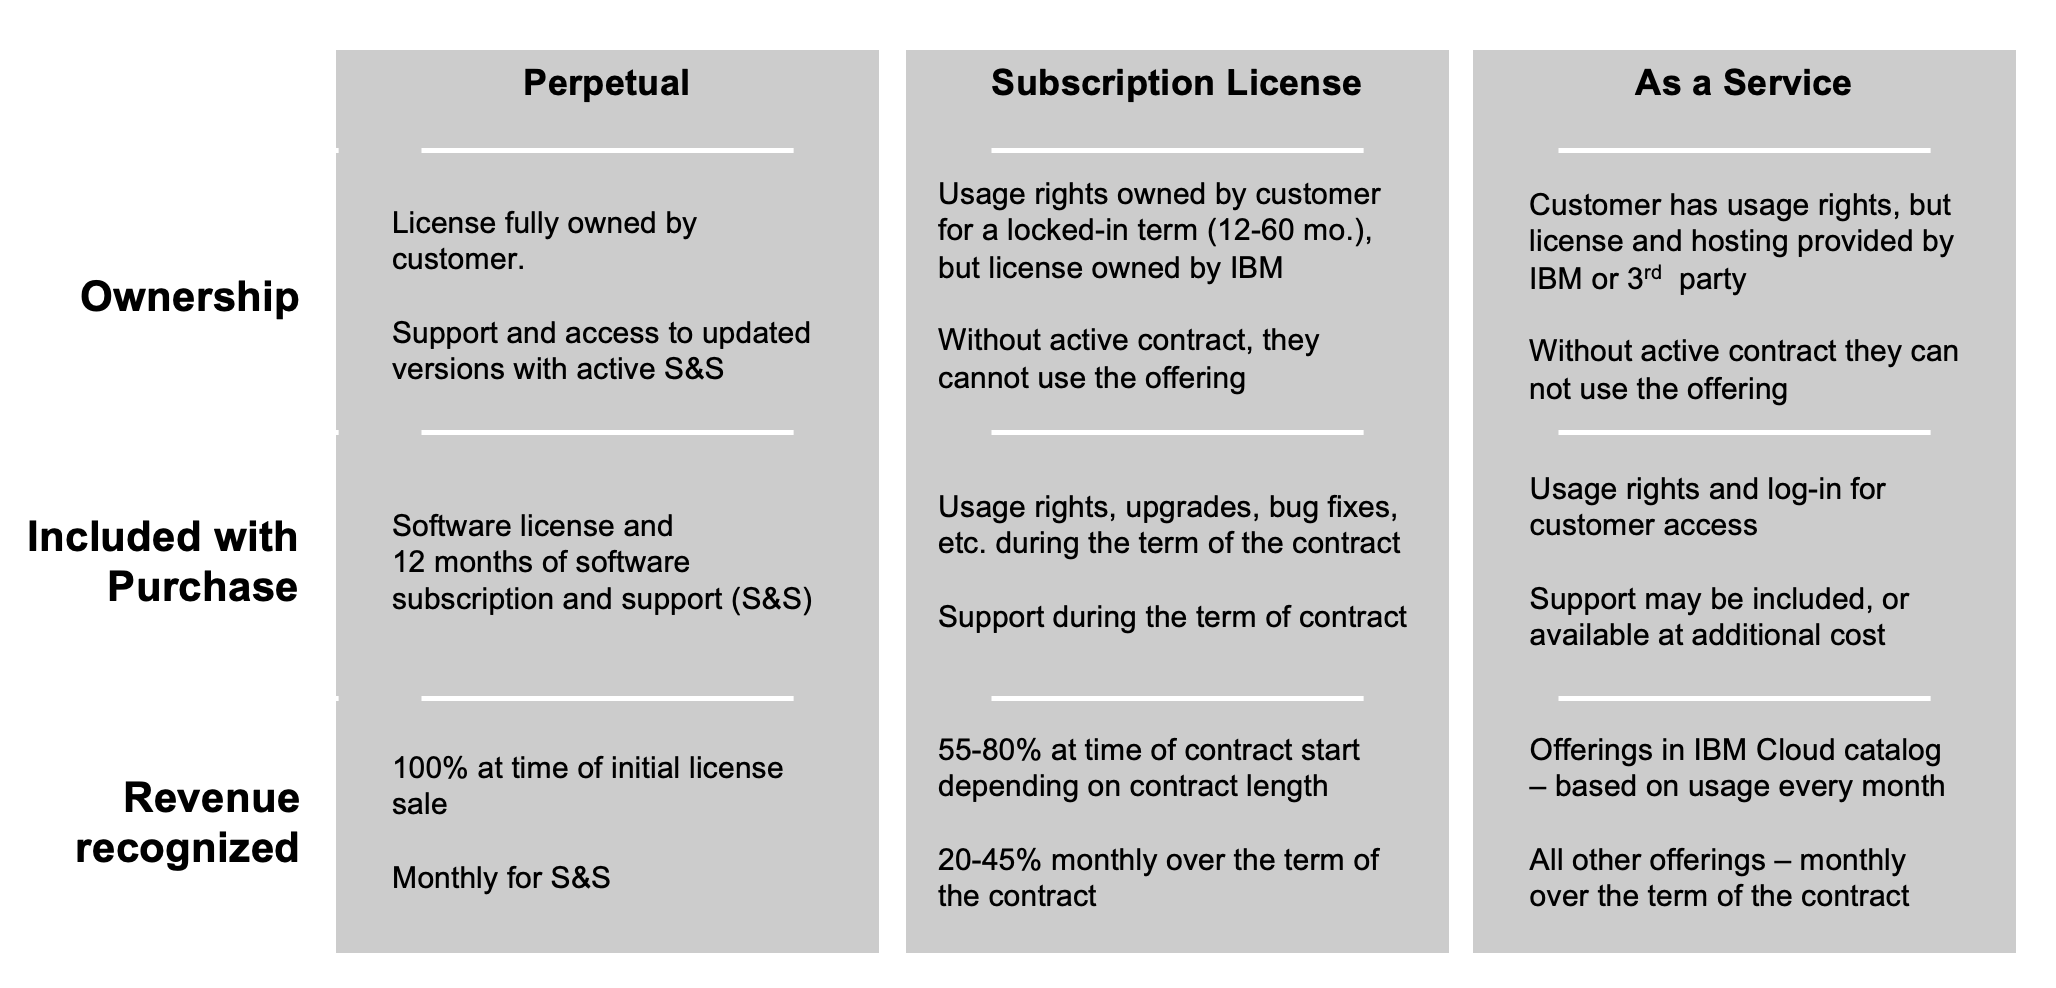 Perpetual
Subscription License
As a Service
Ownership
License fully owned by
customer.
Support and access to updated
versions with active S&S
Usage rights owned by customer
for a locked-in term (12-60 mo.),
but license owned by IBM
Without active contract, they
cannot use the offering
Customer has usage rights, but
license and hosting provided by
IBM or 3rd party
Without active contract they can
not use the offering
Included with
Purchase
Software license and
12 months of software
subscription and support (S&S)
Usage rights, upgrades, bug fixes,
etc. during the term of the contract
Support during the term of contract
Usage rights and log-in for
customer access
Support may be included, or
available at additional cost
Revenue
recognized
100% at time of initial license
sale
Monthly for S&S
55-80% at time of contract start
depending on contract length
20-45% monthly over the term of
the contract
Offerings in IBM Cloud catalog
– based on usage every month
All other offerings – monthly
over the term of the contract